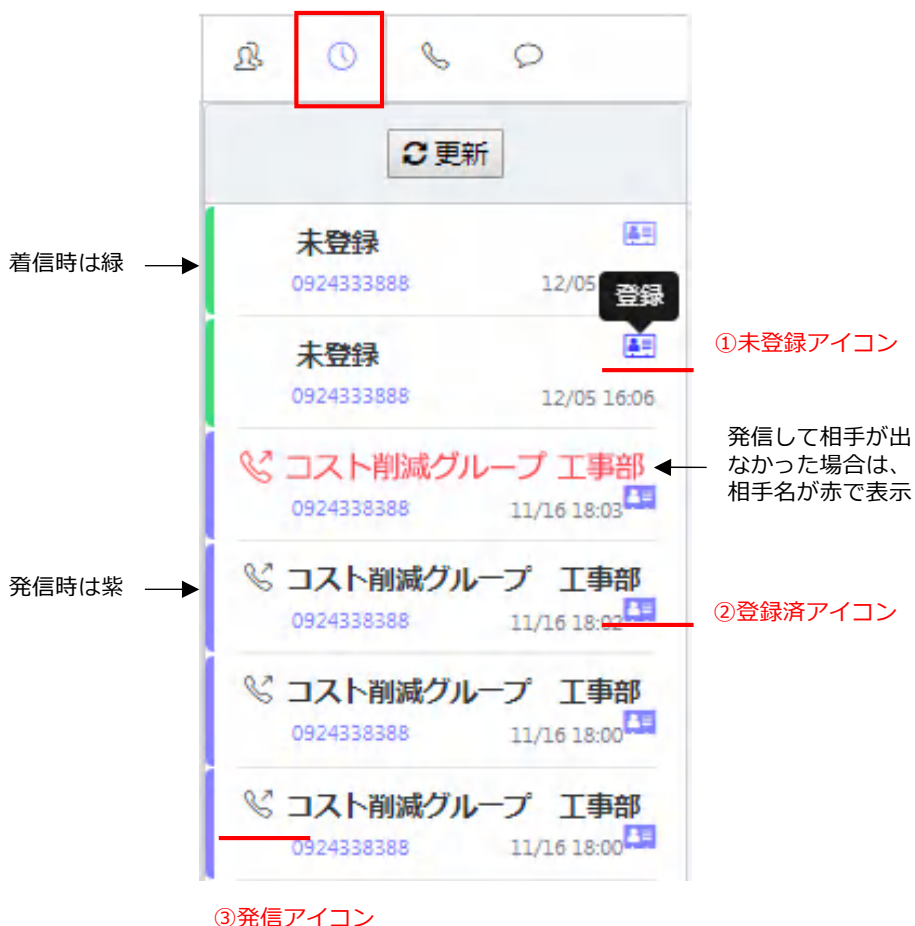 更新
未登録
0924333888
12/05
登録
着信時は緑
未登録
0924333888
12/05 16:06
①未登録アイコン
コスト削減グループ 工事部
0924338388
11/16 18:03
発信して相手が出
なかった場合は、
相手名が赤で表示
コスト削減グループ 工事部
0924338388
11/16 18:02
発信時は紫
②登録済アイコン
コスト削減グループ 工事部
0924338388
11/16 18:00
コスト削減グループ 工事部
0924338388
11/16 18:00
③発信アイコン